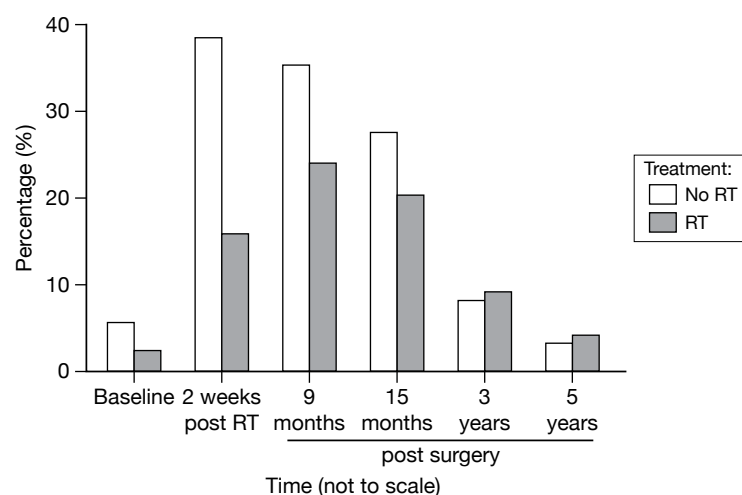 40
30
20
10
0
Percentage (%)
Baseline
2 weeks
post RT
9
months
15
months
3
years
5
years
post surgery
Time (not to scale)
Treatment:
No RT
RT